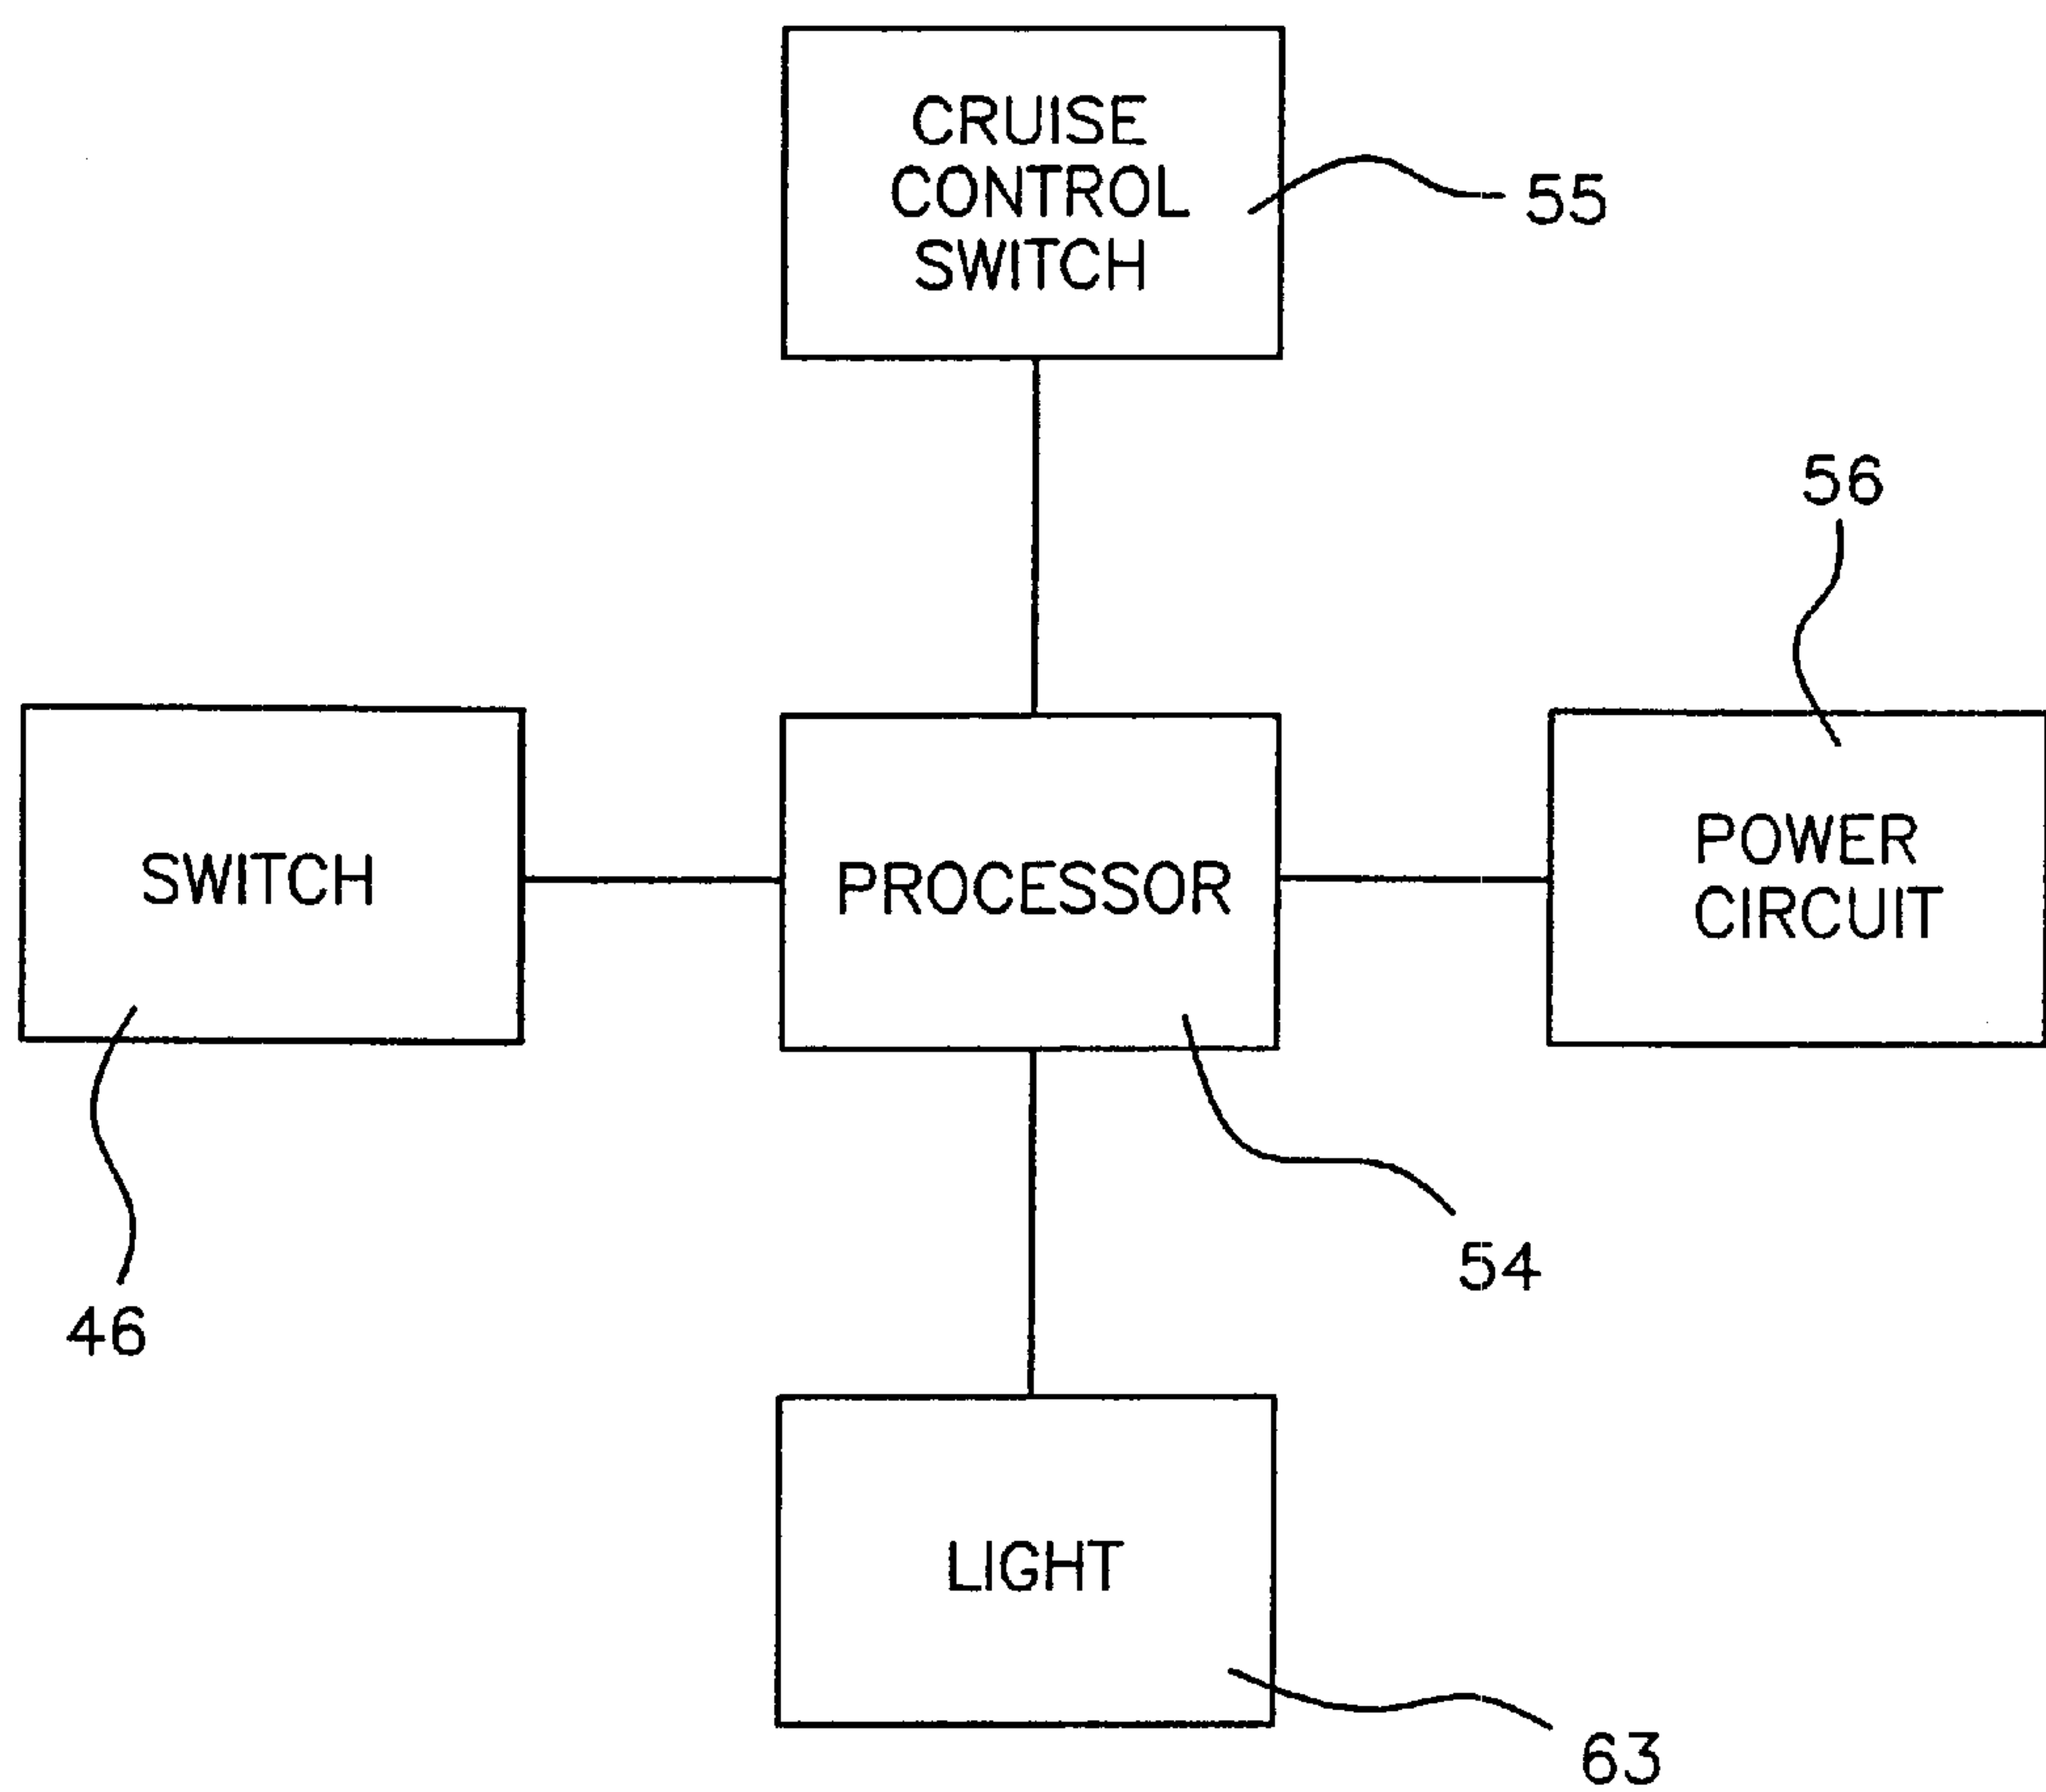 CRUISE
CONTROL
SWITCH
55
56
SWITCH
PROCESSOR
POWER
CIRCUIT
54
46
LIGHT
63